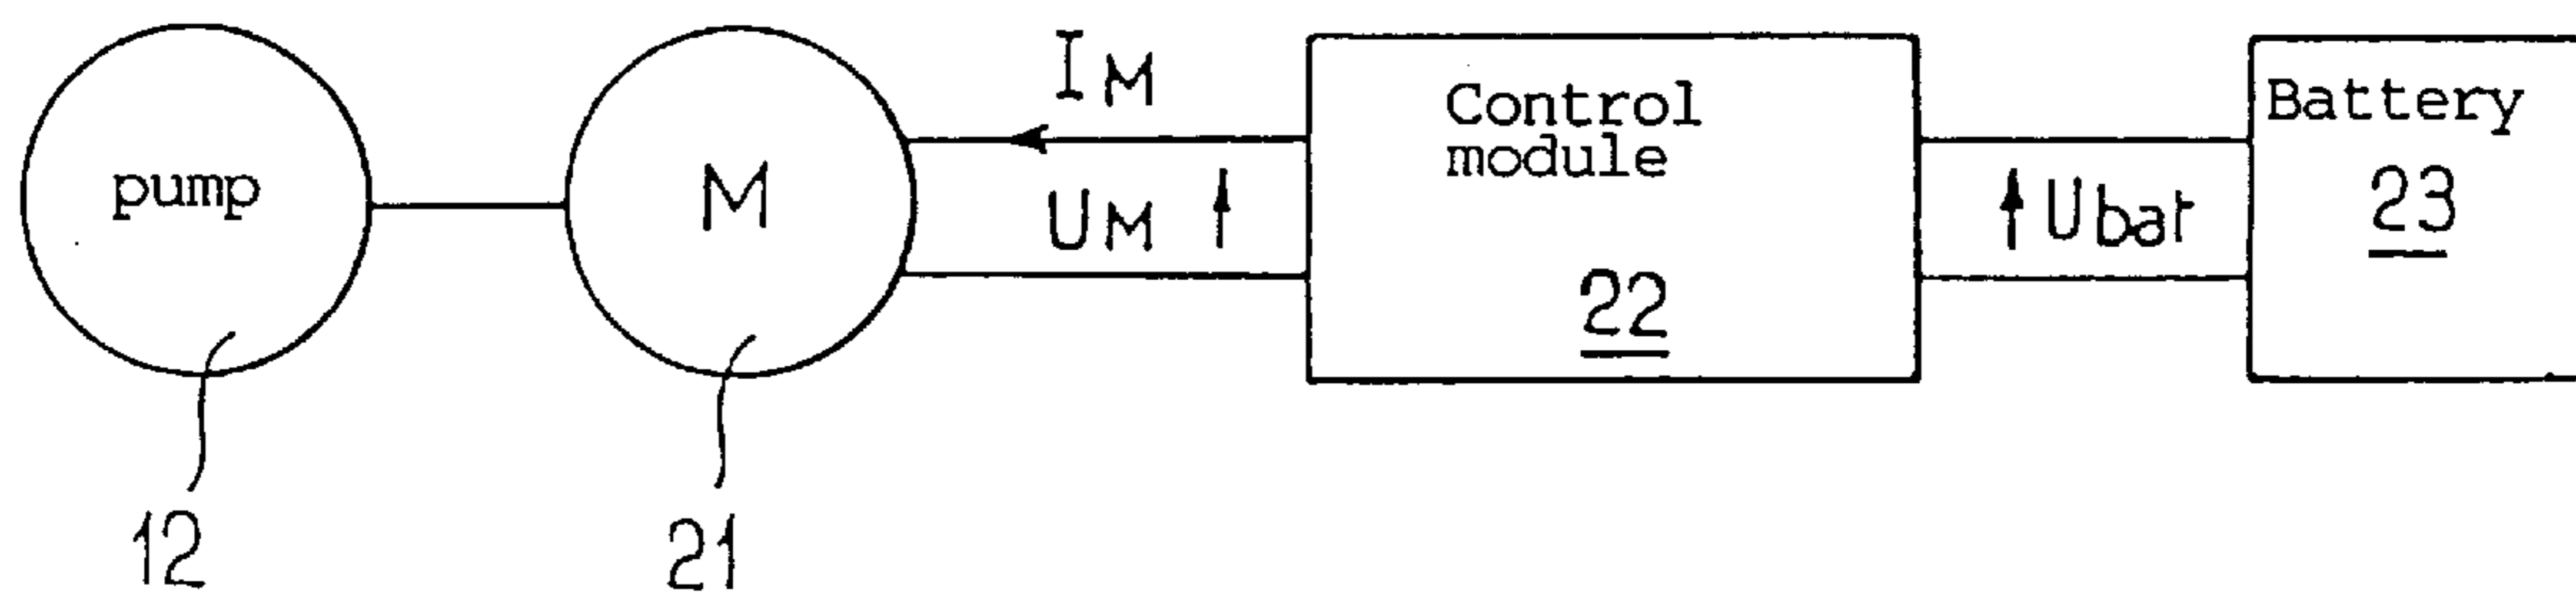 pump
M
IM
UM
Control
module
22
Ubat
Battery
23
12
21